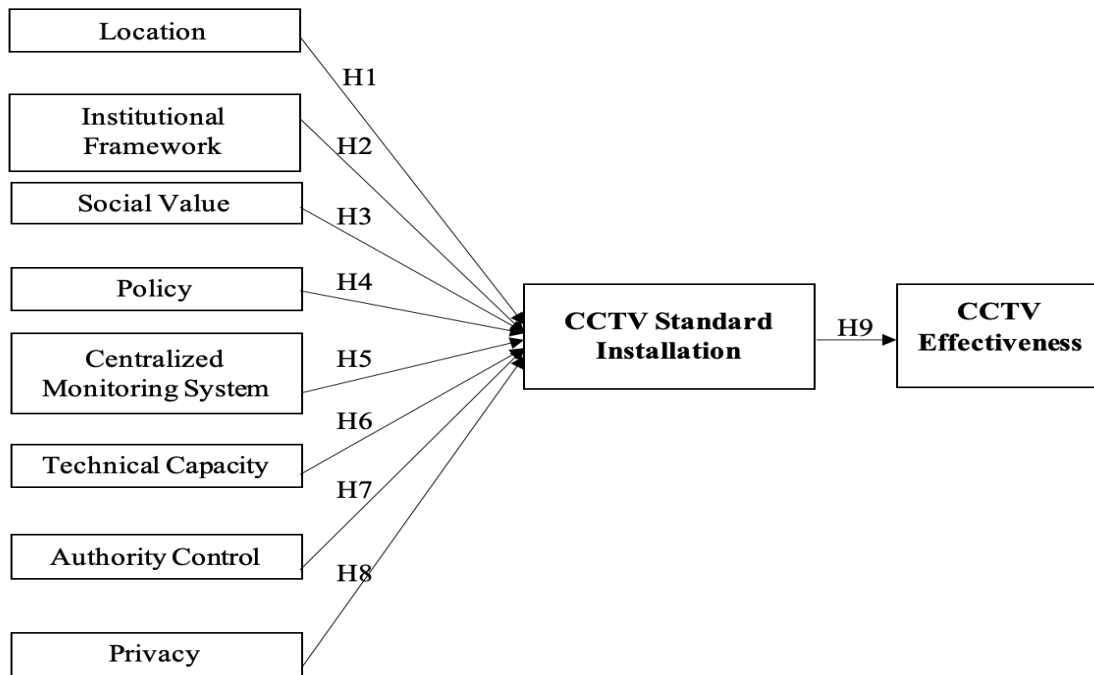 Location
H1
Institutional
Framework
H2
Social Value
H3
Policy
H4
Centralized
Monitoring System
H5
Technical Capacity
H6
Authority Control
H7
Privacy
H8
CCTV Standard
Installation
H9
CCTV
Effectiveness